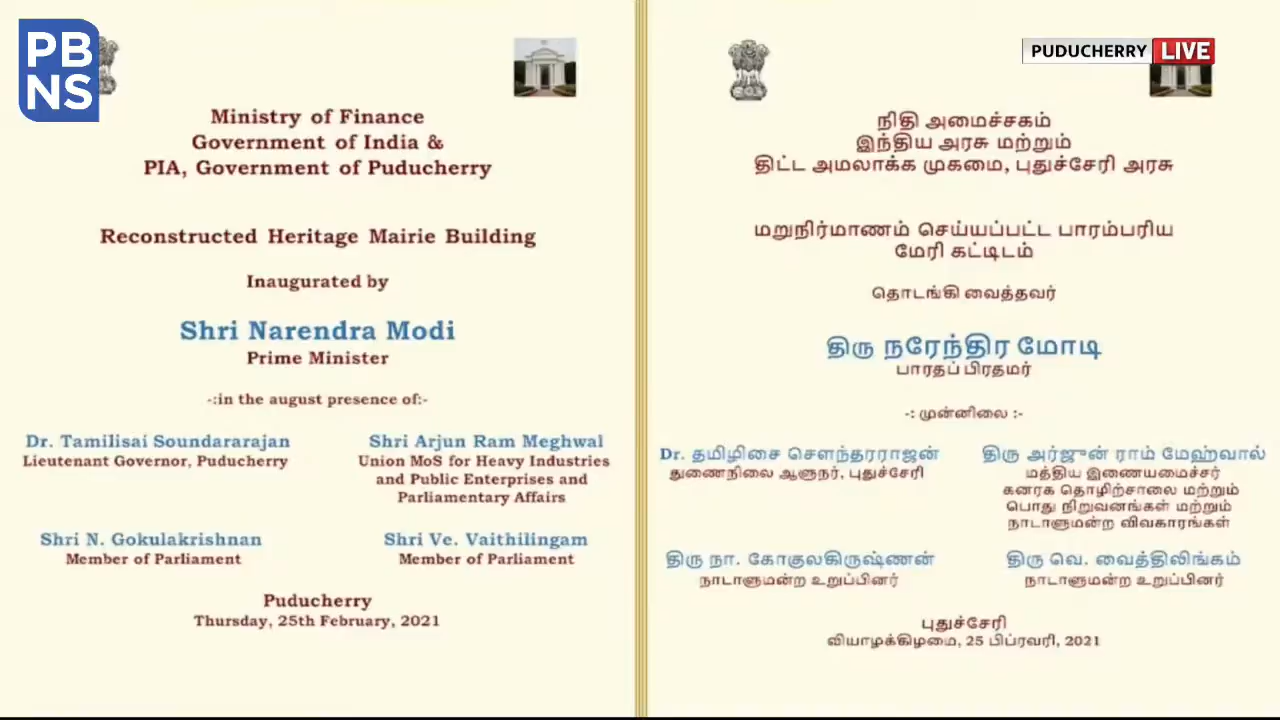 PB
NS
PUDUCHERRY LIVE
Ministry of Finance
Government of India &
PIA, Government of Puducherry
Reconstructed Heritage Mairie Building
Inaugurated by
Shri Narendra Modi
Prime Minister
-:in the august presence of:-
Dr. Tamilisai Soundararajan
Lieutenant Governor, Puducherry
Shri Arjun Ram Meghwal
Union MoS for Heavy Industries
and Public Enterprises and
Parliamentary Affairs
Shri N. Gokulakrishnan
Member of Parliament
Shri Ve. Vaithilingam
Member of Parliament
Puducherry
Thursday, 25th February, 2021
நிதி அமைச்சகம்
இந்திய அரசு மற்றும்
திட்ட அமலாக்க முகமை, புதுச்சேரி அரசு
மறுநிர்மாணம் செய்யப்பட்ட பாரம்பரிய
மேரி கட்டிடம்
தொடங்கி வைத்தவர்
திரு நரேந்திர மோடி
பாரதப் பிரதமர்
-: முன்னிலை :-
Dr. தமிழிசை சௌந்தரராஜன்
துணைநிலை ஆளுநர், புதுச்சேரி
திரு அர்ஜுன் ராம் மேஹ்வால்
மத்திய இணையமைச்சர்
கனரக தொழிற்சாலை மற்றும்
பொது நிறுவனங்கள் மற்றும்
நாடாளுமன்ற விவகாரங்கள்
திரு நா. கோகுலகிருஷ்ணன்
நாடாளுமன்ற உறுப்பினர்
திரு வெ. வைத்திலிங்கம்
நாடாளுமன்ற உறுப்பினர்
புதுச்சேரி
வியாழக்கிழமை, 25 பிப்ரவரி, 2021